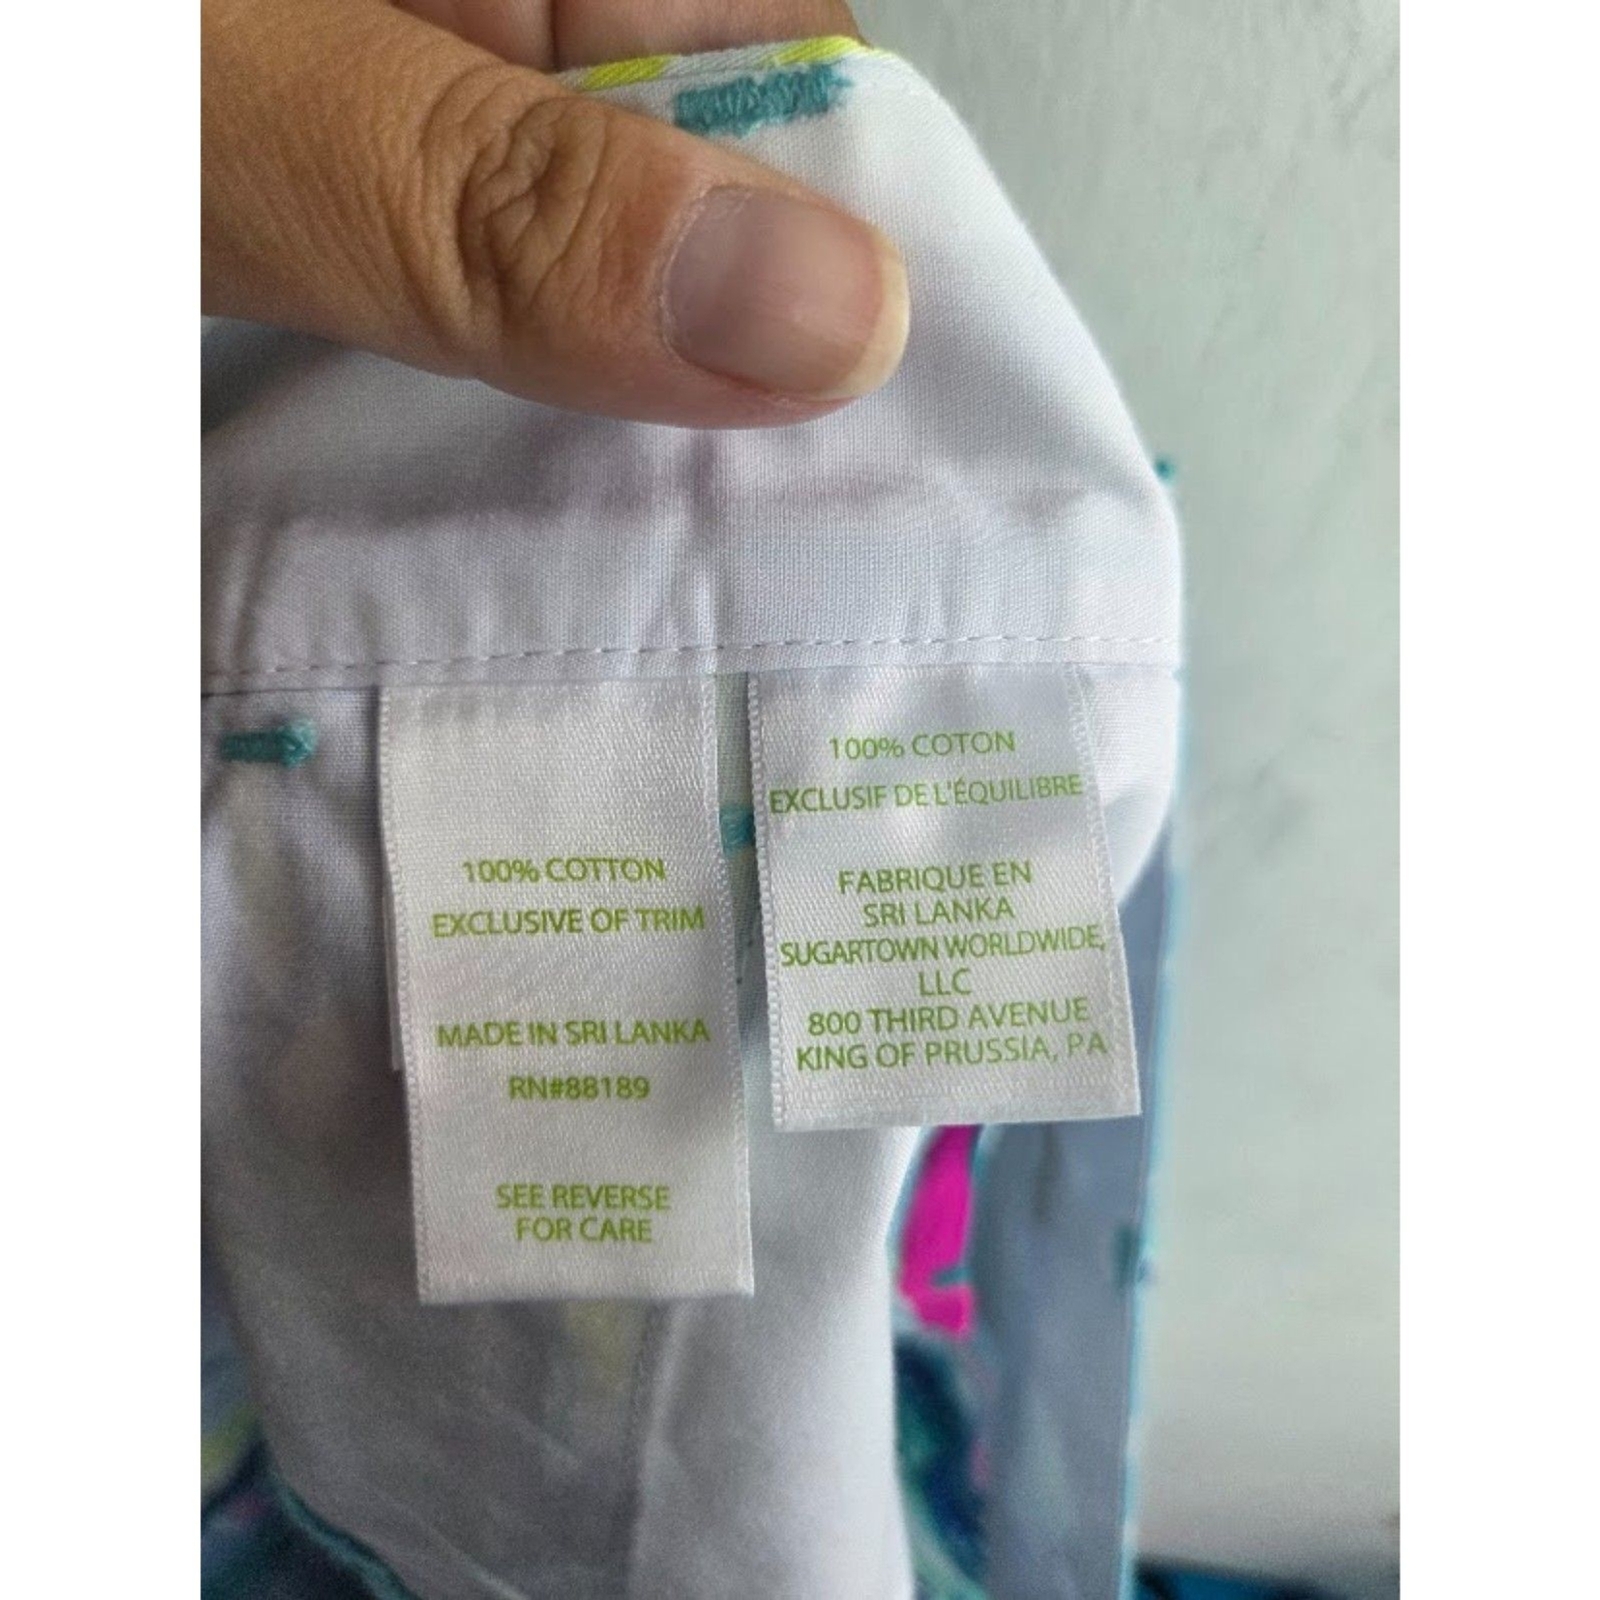 100% COTTON
EXCLUSIVE OF TRIM
MADE IN SRI LANKA
RN#88189
SEE REVERSE
FOR CARE
100% COTON
EXCLUSIF DE L'ÉQUILIBRE
FABRIQUE EN
SRI LANKA
SUGARTOWN WORLDWIDE,
LLC
800 THIRD AVENUE
KING OF PRUSSIA, PA